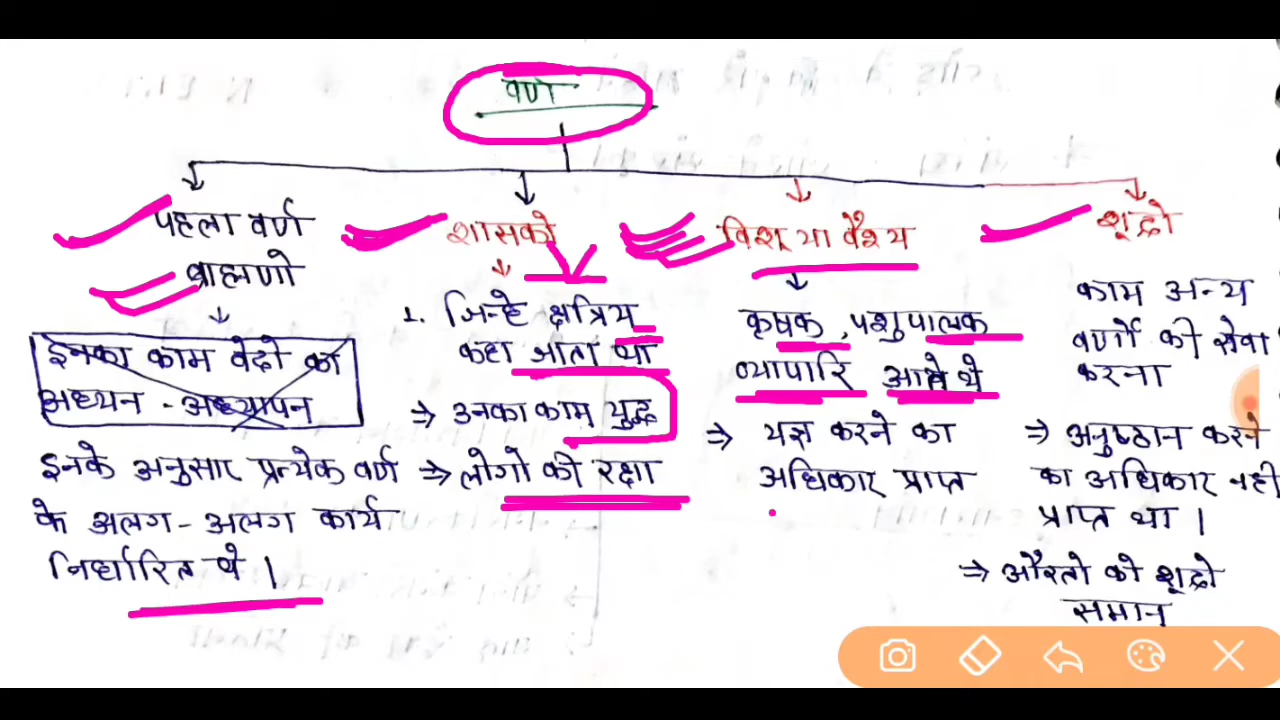 वर्ण
पहला वर्ण
ब्राह्मणो
इनका काम वेदो का
अध्यन - अध्यापन
इनके अनुसार प्रत्येक वर्ण
के अलग - अलग कार्य
निर्धारित थे।
शासको
1. जिन्हे क्षत्रिय
कहा जाता था
⇒ उनका काम युद्ध
⇒ लोगो की रक्षा
विश या वैश्य
कृषक, पशुपालक
व्यापारि आते थे
⇒ यज्ञ करने का
अधिकार प्राप्त
शूद्रो
काम अन्य
वर्णो की सेवा
करना
⇒ अनुष्ठान करने
का अधिकार नही
प्राप्त था।
⇒ औरतो को शूद्रो
समान